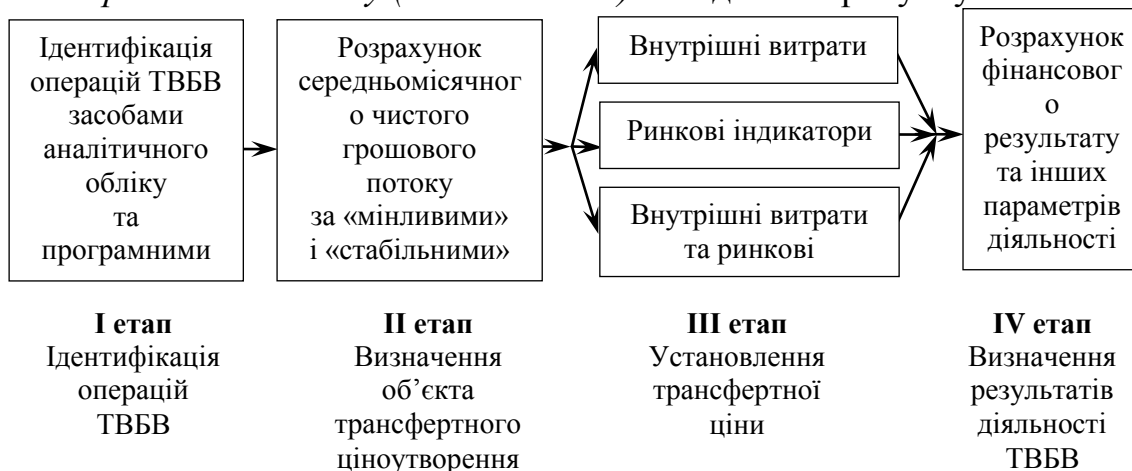 Ідентифікація
операцій ТВБВ
засобами
аналітичного
обліку
та
програмними
Розрахунок
середньомісячног
о чистого
грошового
потоку
за «мінливими»
і «стабільними»
Внутрішні витрати
Ринкові індикатори
Внутрішні витрати
та ринкові
Розрахунок
фінансовог
о
результату
та інших
параметрів
діяльності
І етап
Ідентифікація
операцій
ТВБВ
ІІ етап
Визначення
об’єкта
трансфертного
ціноутворення
ІІІ етап
Установлення
трансфертної
ціни
IV етап
Визначення
результатів
діяльності
ТВБВ